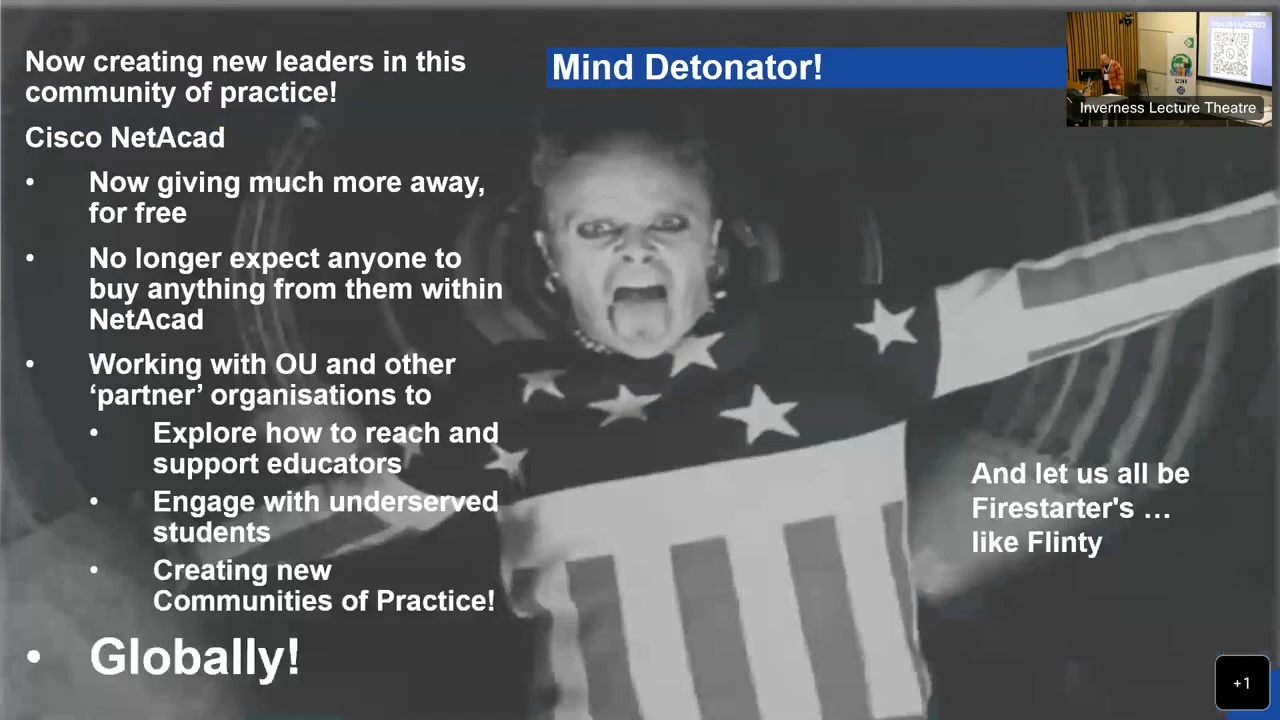 Now creating new leaders in this
community of practice!
Cisco NetAcad
• Now giving much more away,
for free
• No longer expect anyone to
buy anything from them within
NetAcad
• Working with OU and other
‘partner’ organisations to
• Explore how to reach and
support educators
• Engage with underserved
students
• Creating new
Communities of Practice!
• Globally!
Mind Detonator!
Inverness Lecture Theatre
And let us all be
Firestarter's ...
like Flinty
+1